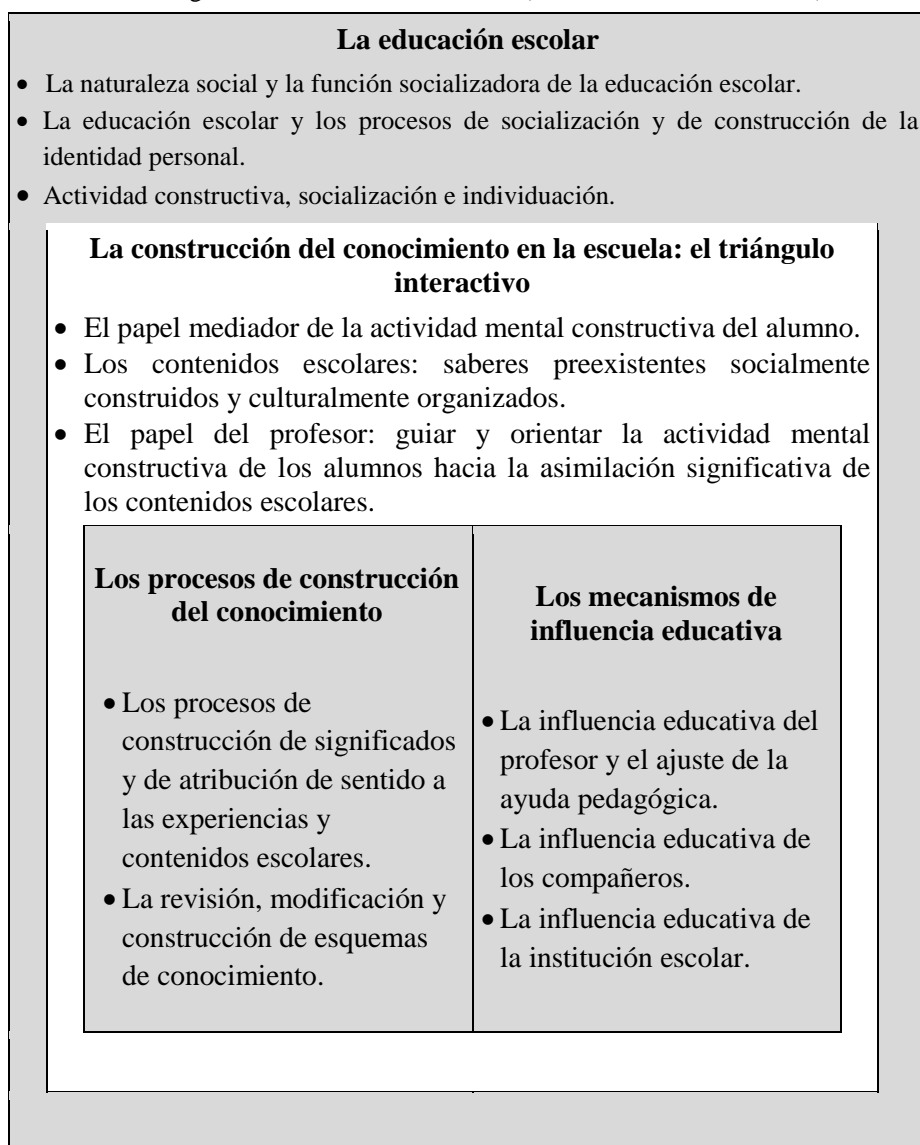 La educación escolar
• La naturaleza social y la función socializadora de la educación escolar.
• La educación escolar y los procesos de socialización y de construcción de la
identidad personal.
• Actividad constructiva, socialización e individuación.
La construcción del conocimiento en la escuela: el triángulo
interactivo
• El papel mediador de la actividad mental constructiva del alumno.
• Los contenidos escolares: saberes preexistentes socialmente
construidos y culturalmente organizados.
• El papel del profesor: guiar y orientar la actividad mental
constructiva de los alumnos hacia la asimilación significativa de
los contenidos escolares.
Los procesos de construcción
del conocimiento
• Los procesos de
construcción de significados
y de atribución de sentido a
las experiencias y
contenidos escolares.
• La revisión, modificación y
construcción de esquemas
de conocimiento.
Los mecanismos de
influencia educativa
• La influencia educativa del
profesor y el ajuste de la
ayuda pedagógica.
• La influencia educativa de
los compañeros.
• La influencia educativa de
la institución escolar.